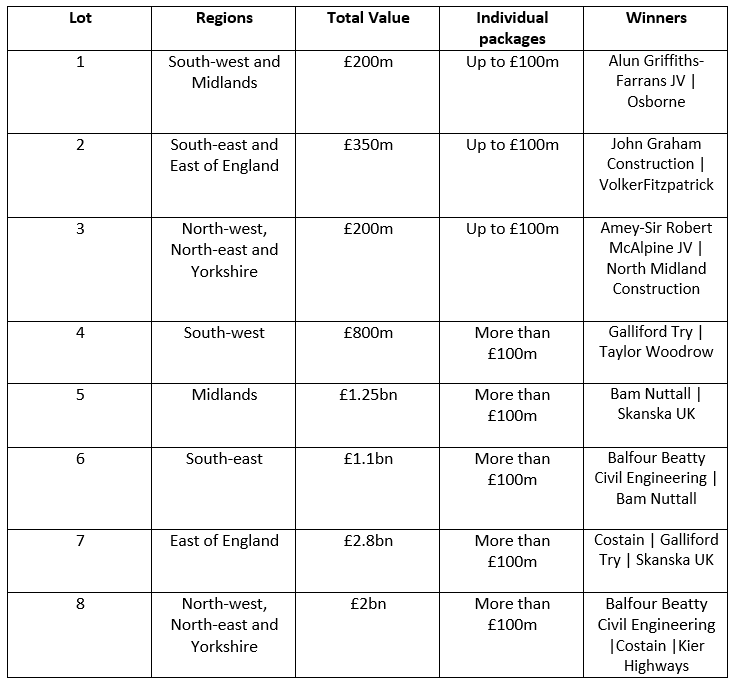 Lot Regions Total Value Individual packages Winners
1 South-west and Midlands £200m Up to £100m Alun Griffiths-Farrans JV | Osborne
2 South-east and East of England £350m Up to £100m John Graham Construction | VolkerFitzpatrick
3 North-west, North-east and Yorkshire £200m Up to £100m Amey-Sir Robert McAlpine JV | North Midland Construction
4 South-west £800m More than £100m Galliford Try | Taylor Woodrow
5 Midlands £1.25bn More than £100m Bam Nuttall | Skanska UK
6 South-east £1.1bn More than £100m Balfour Beatty Civil Engineering | Bam Nuttall
7 East of England £2.8bn More than £100m Costain | Galliford Try | Skanska UK
8 North-west, North-east and Yorkshire £2bn More than £100m Balfour Beatty Civil Engineering |Costain |Kier Highways